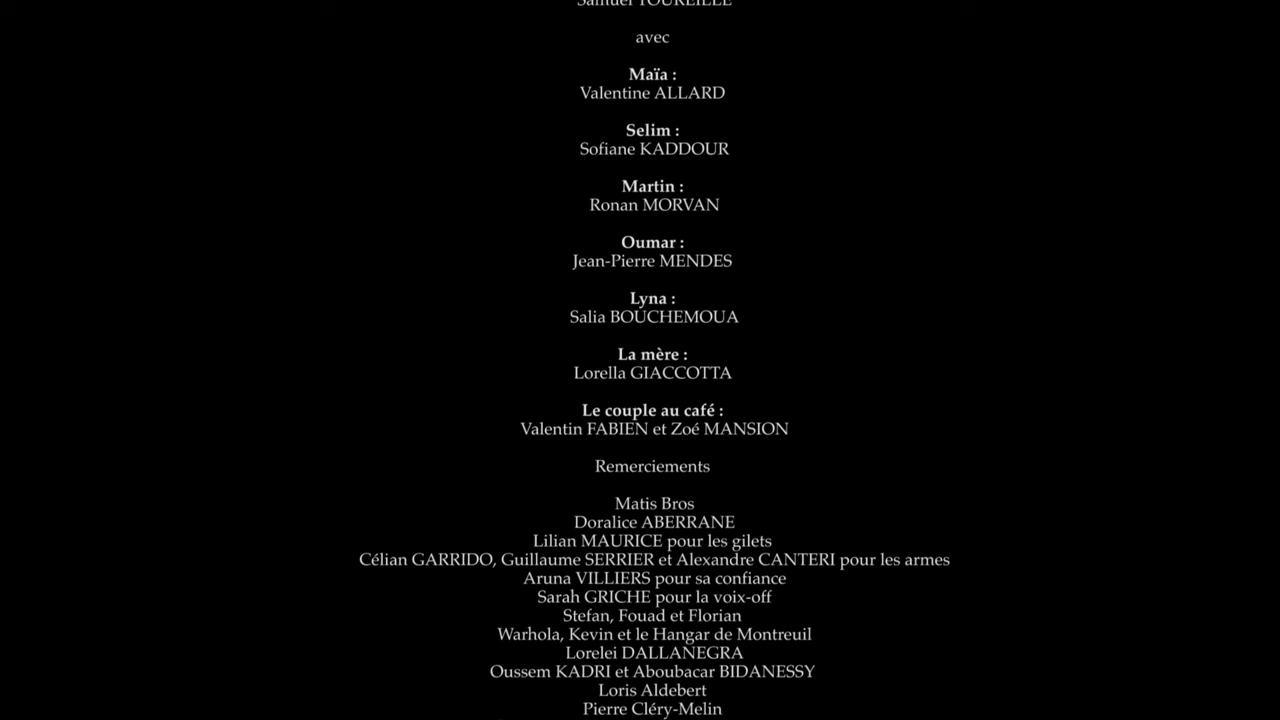 Samuel TOUREILLE
avec
Maïa :
Valentine ALLARD
Selim :
Sofiane KADDOUR
Martin :
Ronan MORVAN
Oumar :
Jean-Pierre MENDES
Lyna :
Salia BOUCHEMOUA
La mère :
Lorella GIACCOTTA
Le couple au café :
Valentin FABIEN et Zoé MANSION
Remerciements
Matis Bros
Doralice ABERRANE
Lilian MAURICE pour les gilets
Célian GARRIDO, Guillaume SERRIER et Alexandre CANTERI pour les armes
Aruna VILLIERS pour sa confiance
Sarah GRICHE pour la voix-off
Stefan, Fouad et Florian
Warhola, Kevin et le Hangar de Montreuil
Lorelei DALLANEGRA
Oussem KADRI et Aboubacar BIDANESSY
Loris Aldebert
Pierre Cléry-Melin